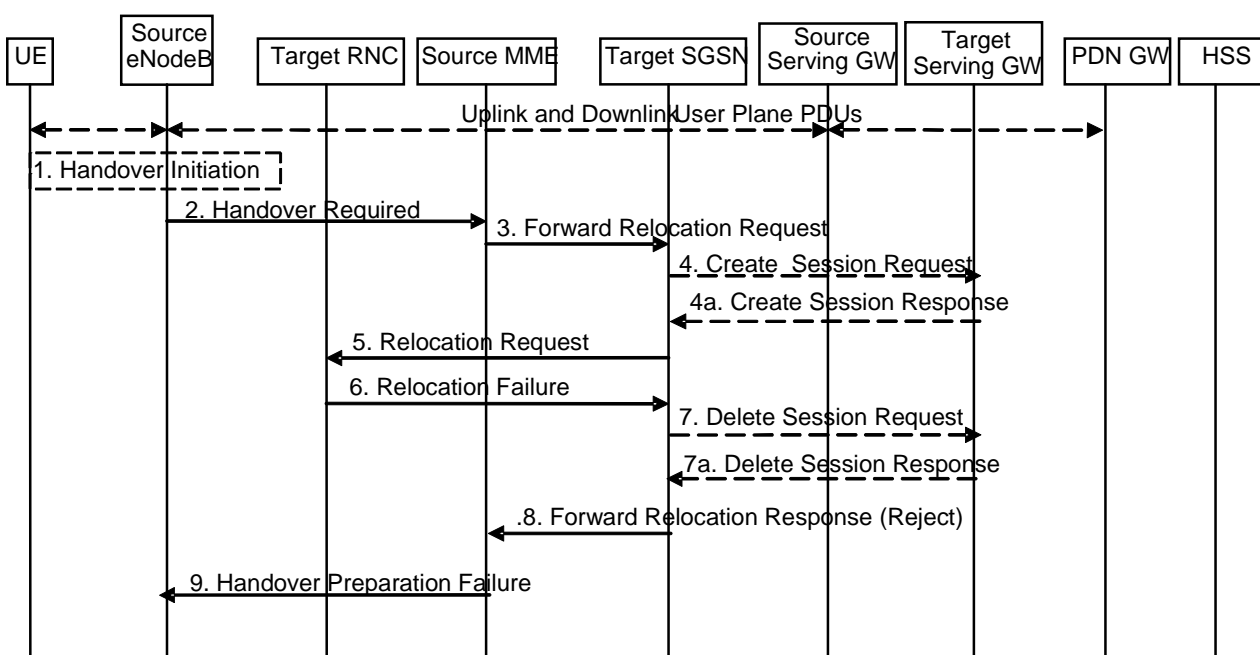 UE
Source
eNodeB
Target RNC
Source MME
Target SGSN
Source
Serving GW
Target
Serving GW
PDN GW
HSS
Uplink and Downlink User Plane PDUs
1. Handover Initiation
2. Handover Required
3. Forward Relocation Request
4. Create Session Request
4a. Create Session Response
5. Relocation Request
6. Relocation Failure
7. Delete Session Request
7a. Delete Session Response
.8. Forward Relocation Response (Reject)
9. Handover Preparation Failure